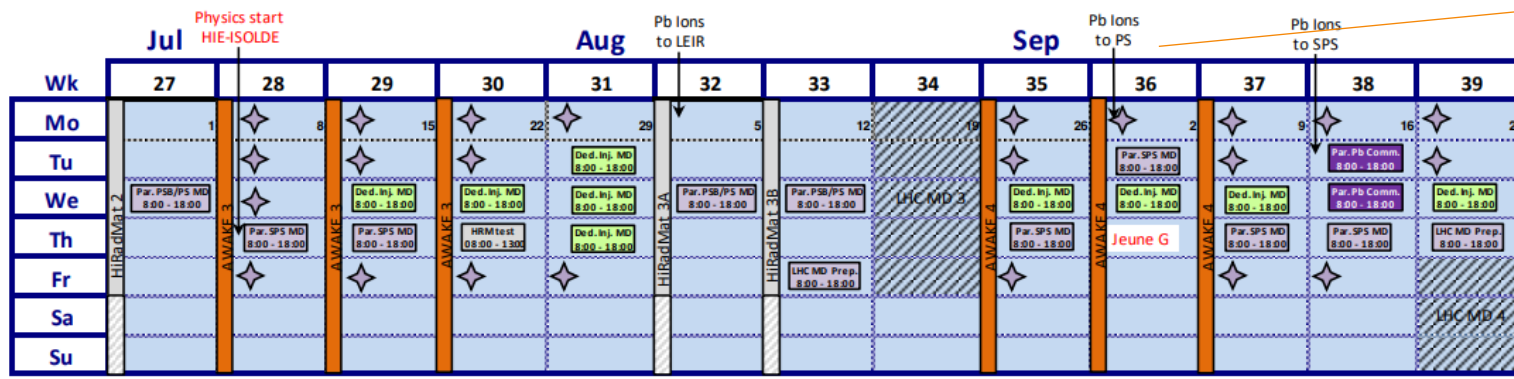 Physics start
HIE-ISOLDE
Pb Ions
to LEIR
Pb Ions
to PS
Pb Ions
to SPS
Jul Aug Sep
Wk 27 28 29 30 31 32 33 34 35 36 37 38 39
Mo 1 8 15 22 29 5 12 19 26 2 9 16 2
Tu
Ded. Inj. MD
8:00 - 18:00
Par. SPS MD
8:00 - 18:00
Par. Pb Comm.
8:00 - 18:00
We
Par. PSB/PS MD
8:00 - 18:00
Ded. Inj. MD
8:00 - 18:00
Ded. Inj. MD
8:00 - 18:00
Ded. Inj. MD
8:00 - 18:00
Par. PSB/PS MD
8:00 - 18:00
Par. PSB/PS MD
8:00 - 18:00
LHC MD 3
Ded. Inj. MD
8:00 - 18:00
Ded. Inj. MD
8:00 - 18:00
Ded. Inj. MD
8:00 - 18:00
Par. Pb Comm.
8:00 - 18:00
Ded. Inj. MD
8:00 - 18:00
Th
Par. SPS MD
8:00 - 18:00
Par. SPS MD
8:00 - 18:00
HRM test
08:00 - 13:00
Ded. Inj. MD
8:00 - 18:00
Par. SPS MD
8:00 - 18:00
Jeune G
Par. SPS MD
8:00 - 18:00
Par. SPS MD
8:00 - 18:00
LHC MD Prep.
8:00 - 18:00
Fr
LHC MD Prep.
8:00 - 18:00
Sa
LHC MD 4
Su
HiRadMat 2
AWAKE 3
AWAKE 3
AWAKE 3
HiRadMat 3A
HiRadMat 3B
AWAKE 4
AWAKE 4
AWAKE 4